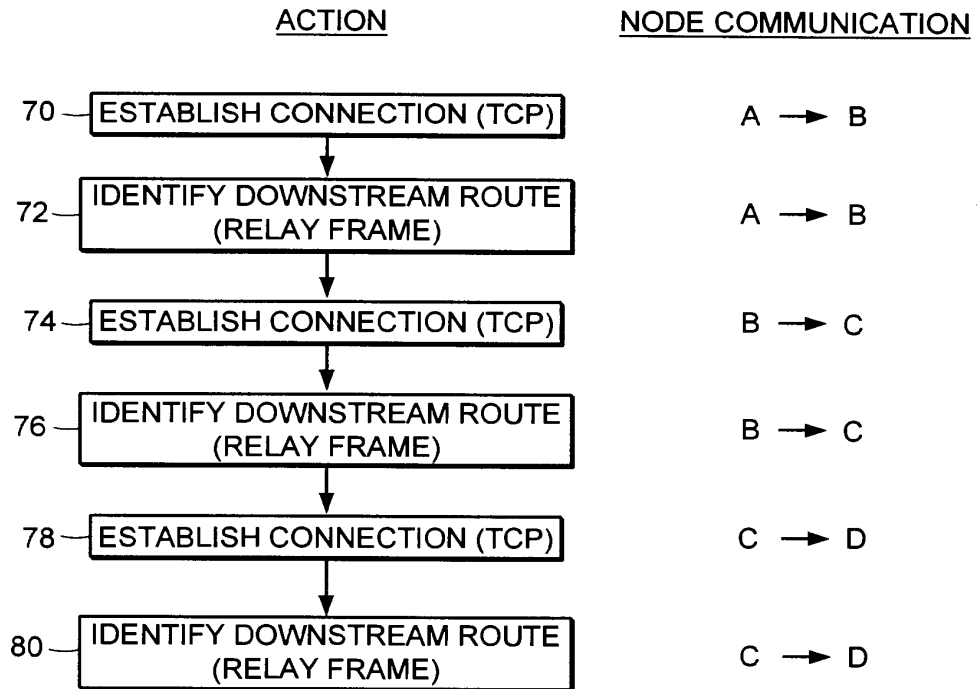 ACTION NODE COMMUNICATION
70 ESTABLISH CONNECTION (TCP) A → B
72 IDENTIFY DOWNSTREAM ROUTE
(RELAY FRAME) A → B
74 ESTABLISH CONNECTION (TCP) B → C
76 IDENTIFY DOWNSTREAM ROUTE
(RELAY FRAME) B → C
78 ESTABLISH CONNECTION (TCP) C → D
80 IDENTIFY DOWNSTREAM ROUTE
(RELAY FRAME) C → D